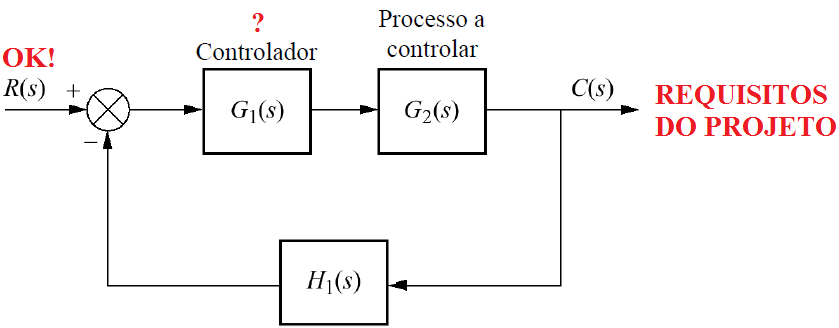 ?
Controlador
Processo a
controlar
OK!
R(s)
+
G1(s)
G2(s)
C(s)
REQUISITOS
DO PROJETO
−
H1(s)